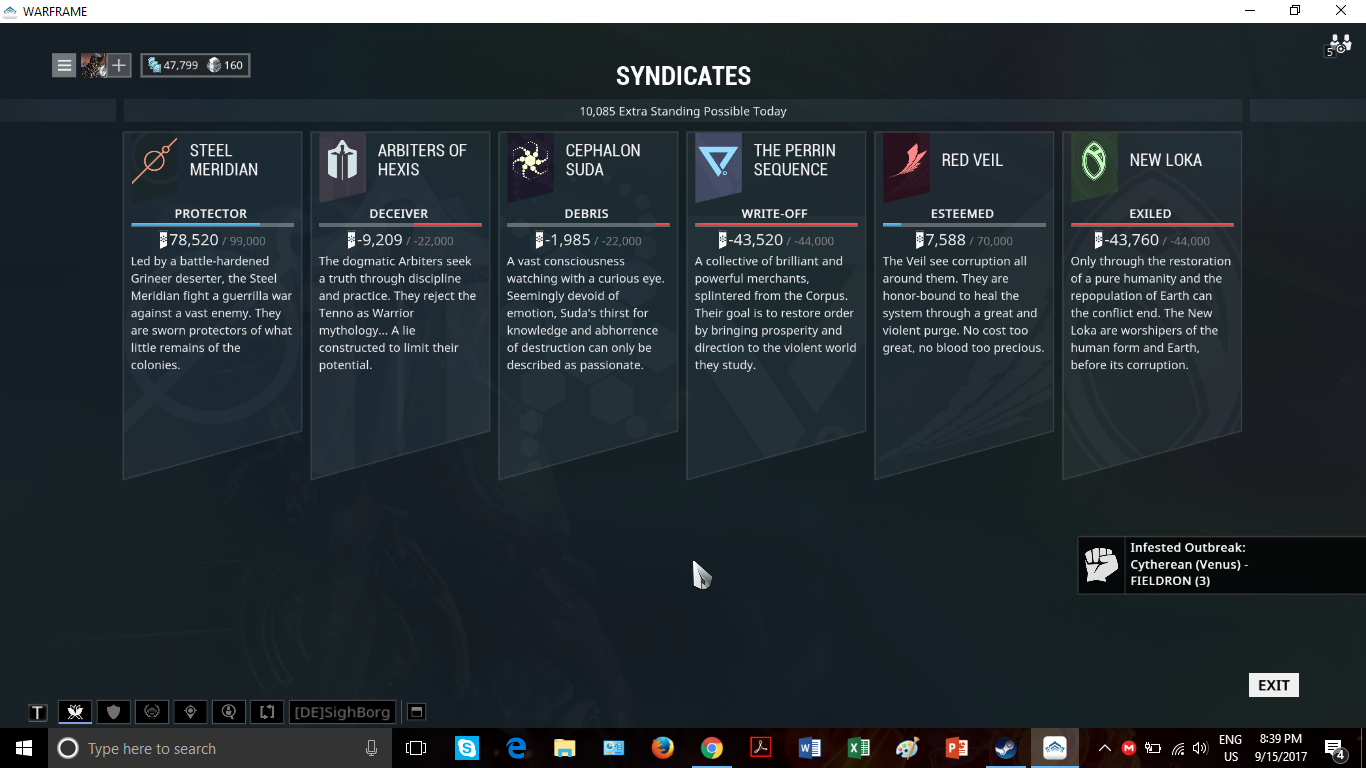 WARFRAME
5
47,799 160
SYNDICATES
10,085 Extra Standing Possible Today
STEEL
MERIDIAN
PROTECTOR
78,520 / 99,000
Led by a battle-hardened
Grineer deserter, the Steel
Meridian fight a guerrilla war
against a vast enemy. They
are sworn protectors of what
little remains of the
colonies.
ARBITERS OF
HEXIS
DECEIVER
-9,209 / -22,000
The dogmatic Arbiters seek
a truth through discipline
and practice. They reject the
Tenno as Warrior
mythology... A lie
constructed to limit their
potential.
CEPHALON
SUDA
DEBRIS
-1,985 / -22,000
A vast consciousness
watching with a curious eye.
Seemingly devoid of
emotion, Suda's thirst for
knowledge and abhorrence
of destruction can only be
described as passionate.
THE PERRIN
SEQUENCE
WRITE-OFF
-43,520 / -44,000
A collective of brilliant and
powerful merchants,
splintered from the Corpus.
Their goal is to restore order
by bringing prosperity and
direction to the violent world
they study.
RED VEIL
ESTEEMED
7,588 / 70,000
The Veil see corruption all
around them. They are
honor-bound to heal the
system through a great and
violent purge. No cost too
great, no blood too precious.
NEW LOKA
EXILED
-43,760 / -44,000
Only through the restoration
of a pure humanity and the
repopulation of Earth can
the conflict end. The New
Loka are worshipers of the
human form and Earth,
before its corruption.
Infested Outbreak:
Cytherean (Venus) -
FIELDRON (3)
EXIT
T [DE]SighBorg
Type here to search
ENG
US
8:39 PM
9/15/2017
4